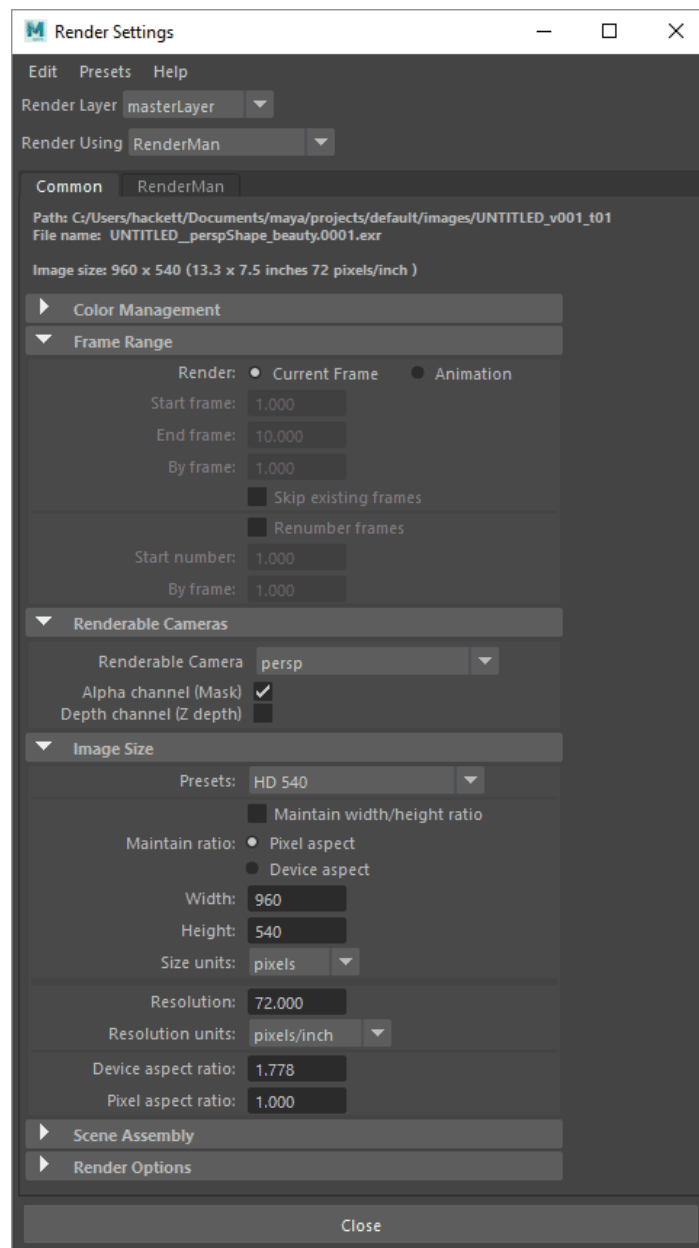 Render Settings
Edit Presets Help
Render Layer masterLayer
Render Using RenderMan
Common RenderMan
Path: C:/Users/hackett/Documents/maya/projects/default/images/UNTITLED_v001_t01
File name: UNTITLED__perspShape_beauty.0001.exr
Image size: 960 x 540 (13.3 x 7.5 inches 72 pixels/inch )
Color Management
Frame Range
Render: Current Frame Animation
Start frame: 1.000
End frame: 10.000
By frame: 1.000
Skip existing frames
Renumber frames
Start number: 1.000
By frame: 1.000
Renderable Cameras
Renderable Camera persp
Alpha channel (Mask)
Depth channel (Z depth)
Image Size
Presets: HD 540
Maintain width/height ratio
Maintain ratio: Pixel aspect
Device aspect
Width: 960
Height: 540
Size units: pixels
Resolution: 72.000
Resolution units: pixels/inch
Device aspect ratio: 1.778
Pixel aspect ratio: 1.000
Scene Assembly
Render Options
Close